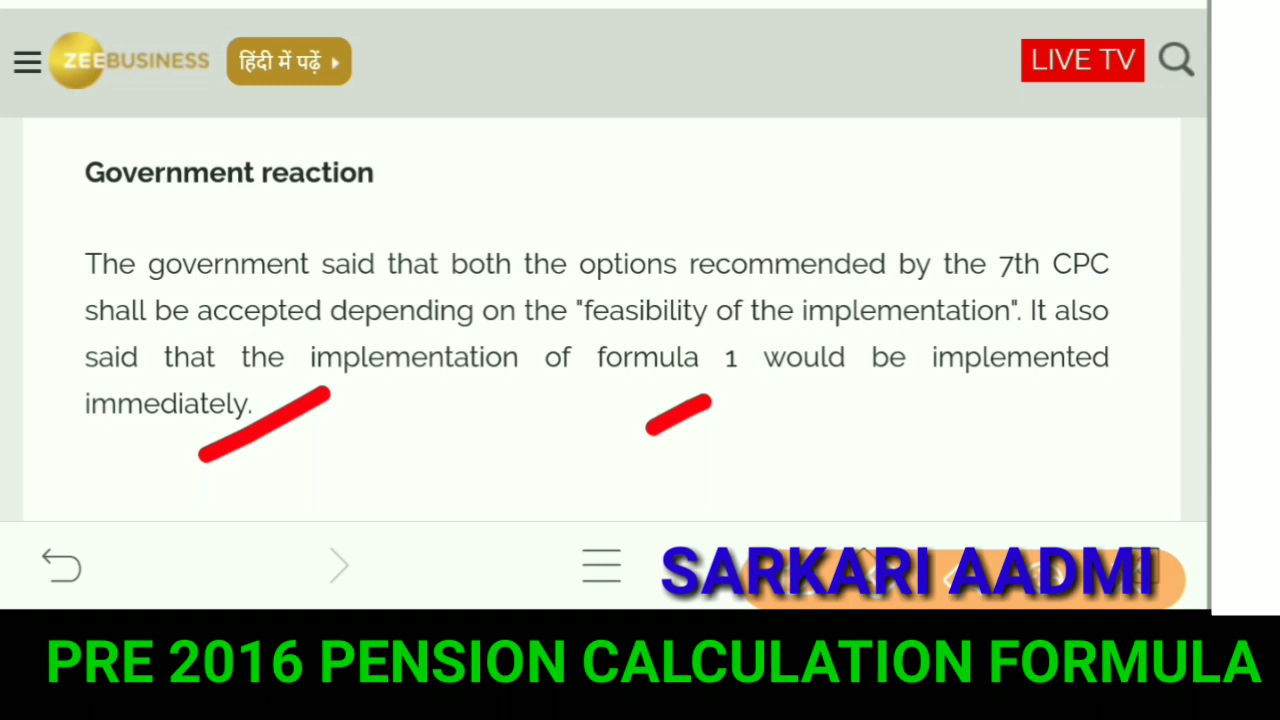 ZEEBUSINESS
हिंदी में पढ़ें
LIVE TV
Government reaction
The government said that both the options recommended by the 7th CPC
shall be accepted depending on the "feasibility of the implementation". It also
said that the implementation of formula 1 would be implemented
immediately.
SARKARI AADMI
PRE 2016 PENSION CALCULATION FORMULA